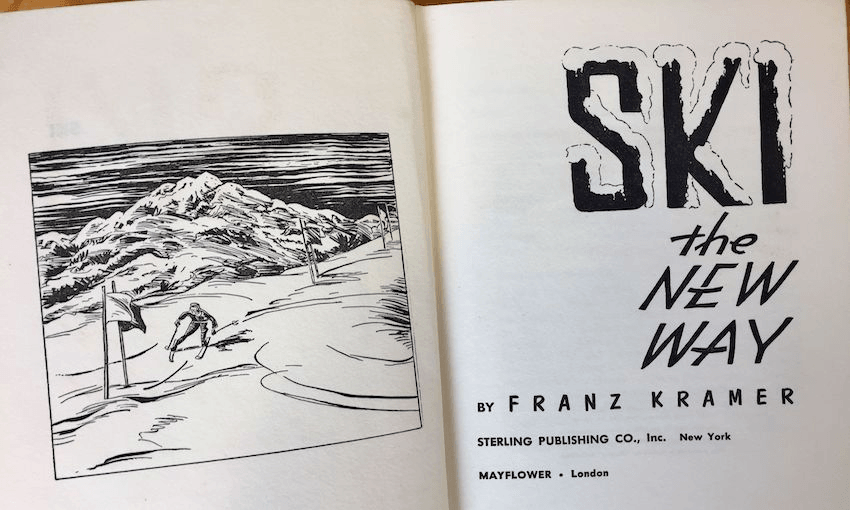 SKI
the
NEW
WAY
BY FRANZ KRAMER
STERLING PUBLISHING CO., Inc. New York
MAYFLOWER • London